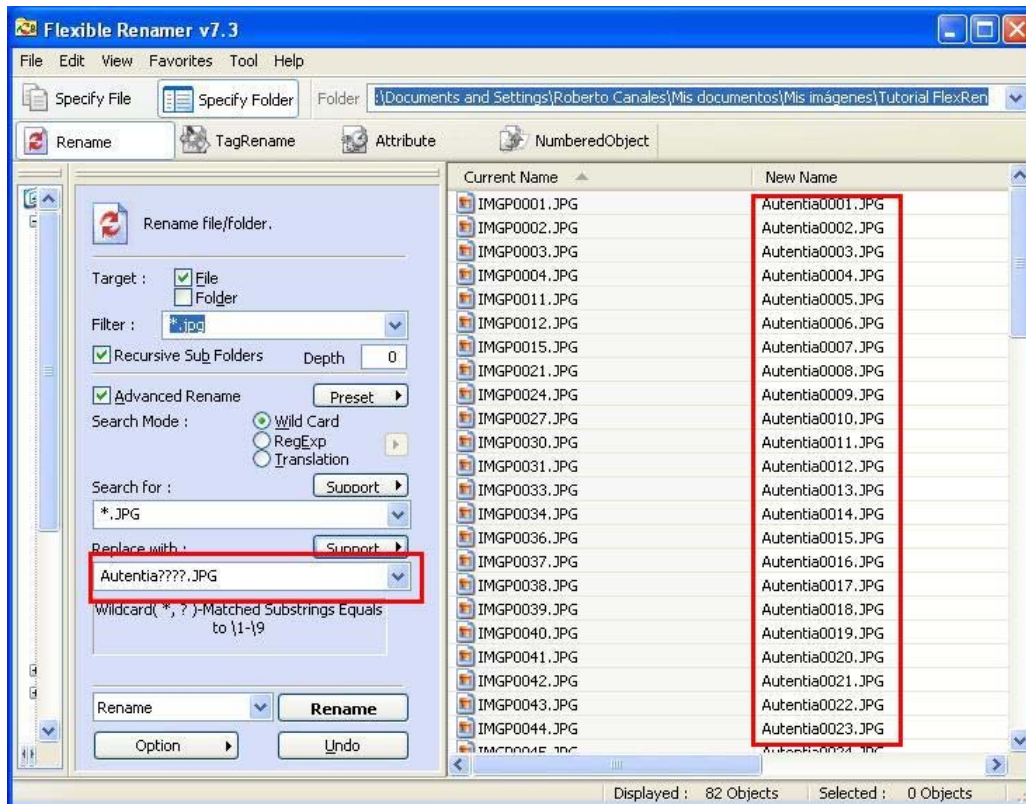 Flexible Renamer v7.3
File Edit View Favorites Tool Help
Specify File Specify Folder Folder :\Documents and Settings\Roberto Canales\Mis documentos\Mis imágenes\Tutorial FlexRen
Rename TagRename Attribute NumberedObject
Rename file/folder.
Target : File
Folder
Filter : *.jpg
Recursive Sub Folders Depth 0
Advanced Rename Preset
Search Mode : Wild Card
RegExp
Translation
Search for : Support
*.JPG
Replace with : Support
Autentia????.JPG
Wildcard( *, ? )-Matched Substrings Equals
to \1-\9
Rename Rename
Option Undo
Current Name New Name
IMGP0001.JPG Autentia0001.JPG
IMGP0002.JPG Autentia0002.JPG
IMGP0003.JPG Autentia0003.JPG
IMGP0004.JPG Autentia0004.JPG
IMGP0011.JPG Autentia0005.JPG
IMGP0012.JPG Autentia0006.JPG
IMGP0015.JPG Autentia0007.JPG
IMGP0021.JPG Autentia0008.JPG
IMGP0024.JPG Autentia0009.JPG
IMGP0027.JPG Autentia0010.JPG
IMGP0030.JPG Autentia0011.JPG
IMGP0031.JPG Autentia0012.JPG
IMGP0033.JPG Autentia0013.JPG
IMGP0034.JPG Autentia0014.JPG
IMGP0036.JPG Autentia0015.JPG
IMGP0037.JPG Autentia0016.JPG
IMGP0038.JPG Autentia0017.JPG
IMGP0039.JPG Autentia0018.JPG
IMGP0040.JPG Autentia0019.JPG
IMGP0041.JPG Autentia0020.JPG
IMGP0042.JPG Autentia0021.JPG
IMGP0043.JPG Autentia0022.JPG
IMGP0044.JPG Autentia0023.JPG
IMGP0045.JPG Autentia0024.JPG
Displayed : 82 Objects Selected : 0 Objects